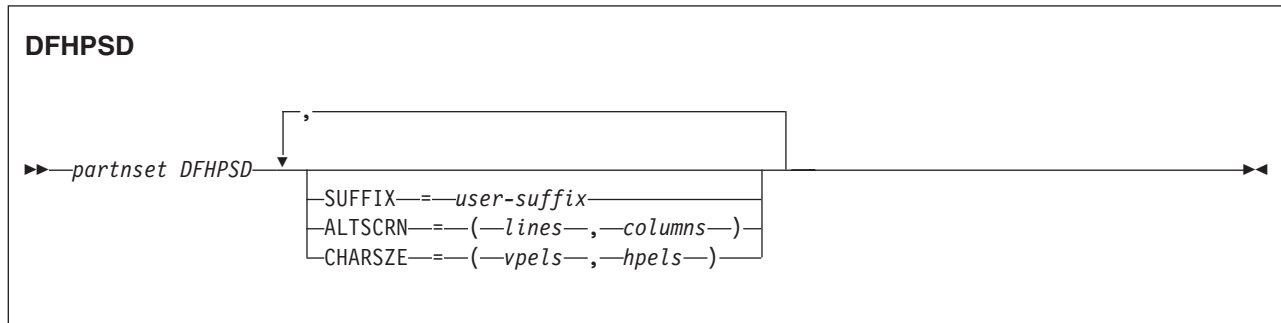 DFHPSD
,
partnset DFHPSD
SUFFIX = user-suffix
ALTSCRN = ( lines , columns )
CHARSZE = ( vpels , hpels )